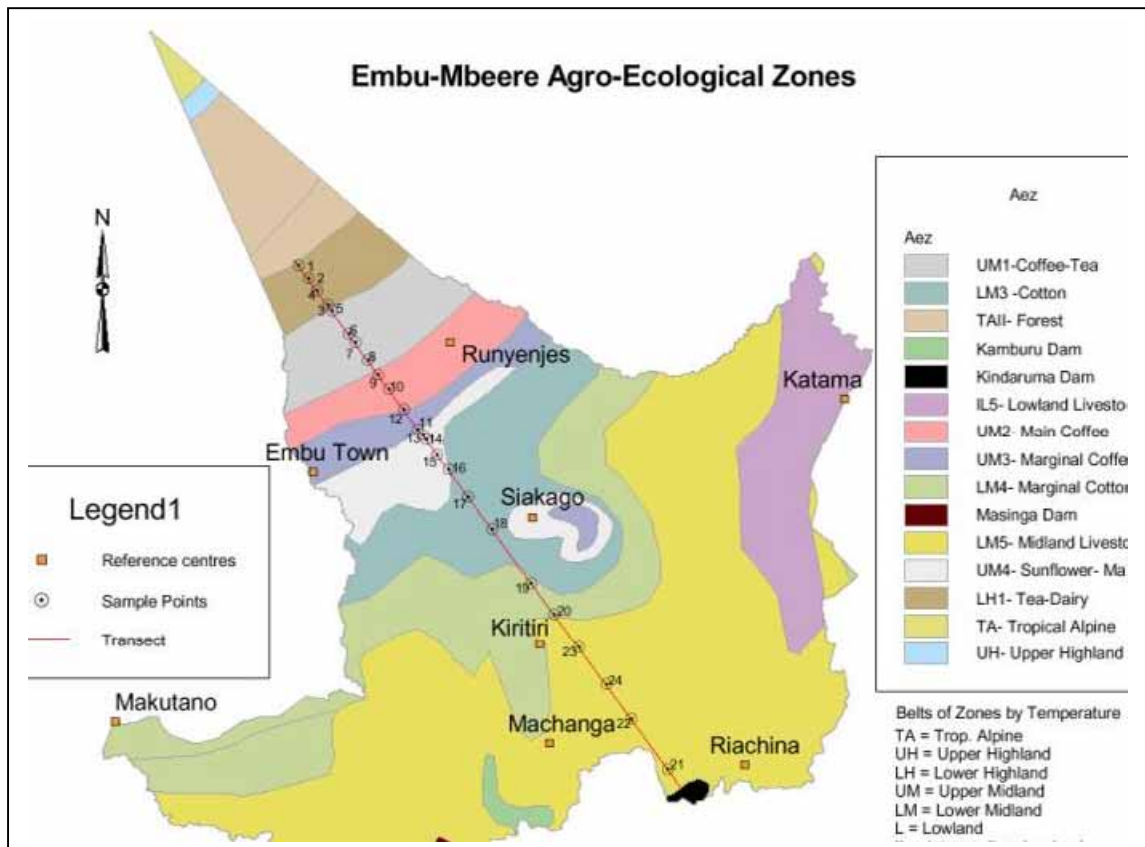 Embu-Mbeere Agro-Ecological Zones
N
1
2
4
3
5
6
7
8
9
10
12
11
13
14
15
16
17
18
19
20
23
24
22
21
Runyenjes
Katama
Embu Town
Siakago
Kiritiri
Makutano
Machanga
Riachina
Legend1
Reference centres
Sample Points
Transect
Aez
Aez
UM1-Coffee-Tea
LM3 -Cotton
TAII- Forest
Kamburu Dam
Kindaruma Dam
IL5- Lowland Livesto
UM2- Main Coffee
UM3- Marginal Coffe
LM4- Marginal Cotton
Masinga Dam
LM5- Midland Livesto
UM4- Sunflower- Ma
LH1- Tea-Dairy
TA- Tropical Alpine
UH- Upper Highland
Belts of Zones by Temperature
TA = Trop. Alpine
UH = Upper Highland
LH = Lower Highland
UM = Upper Midland
LM = Lower Midland
L = Lowland